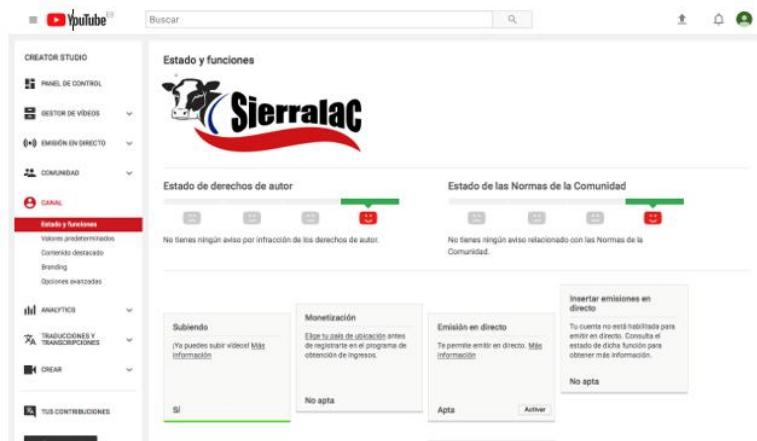 YouTube ES
Buscar
CREATOR STUDIO
PANEL DE CONTROL
GESTOR DE VÍDEOS
EMISIÓN EN DIRECTO
COMUNIDAD
CANAL
Estado y funciones
Valores predeterminados
Contenido destacado
Branding
Opciones avanzadas
ANALYTICS
TRADUCCIONES Y
TRANSCRIPCIONES
CREAR
TUS CONTRIBUCIONES
Estado y funciones
Sierralac
Estado de derechos de autor
No tienes ningún aviso por infracción de los derechos de autor.
Estado de las Normas de la Comunidad
No tienes ningún aviso relacionado con las Normas de la
Comunidad.
Subiendo
¡Ya puedes subir vídeos! Más
información
Sí
Monetización
Elige tu país de ubicación antes
de registrarte en el programa de
obtención de ingresos.
No apta
Emisión en directo
Te permite emitir en directo. Más
información
Apta
Activar
Insertar emisiones en
directo
Tu cuenta no está habilitada para
emitir en directo. Consulta el
estado de dicha función para
obtener más información.
No apta